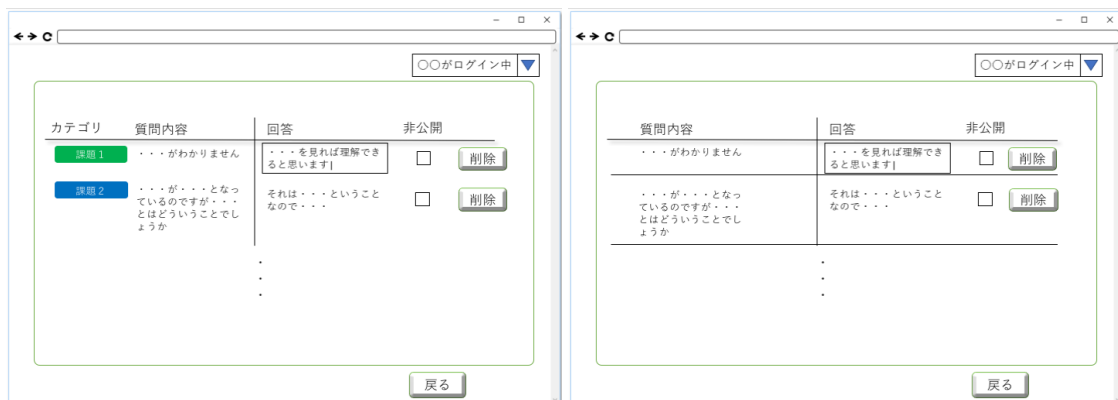 〇〇がログイン中
カテゴリ 質問内容 回答 非公開
課題1 ・・・がわかりません ・・・を見れば理解でき
ると思います|
削除
課題2 ・・・が・・・となっ
ているのですが・・・
とはどういうことでし
ょうか
それは・・・ということ
なので・・・
削除
・
・
・
戻る
〇〇がログイン中
質問内容 回答 非公開
・・・がわかりません ・・・を見れば理解でき
ると思います|
削除
・・・が・・・となっ
ているのですが・・・
とはどういうことでし
ょうか
それは・・・ということ
なので・・・
削除
・
・
・
戻る